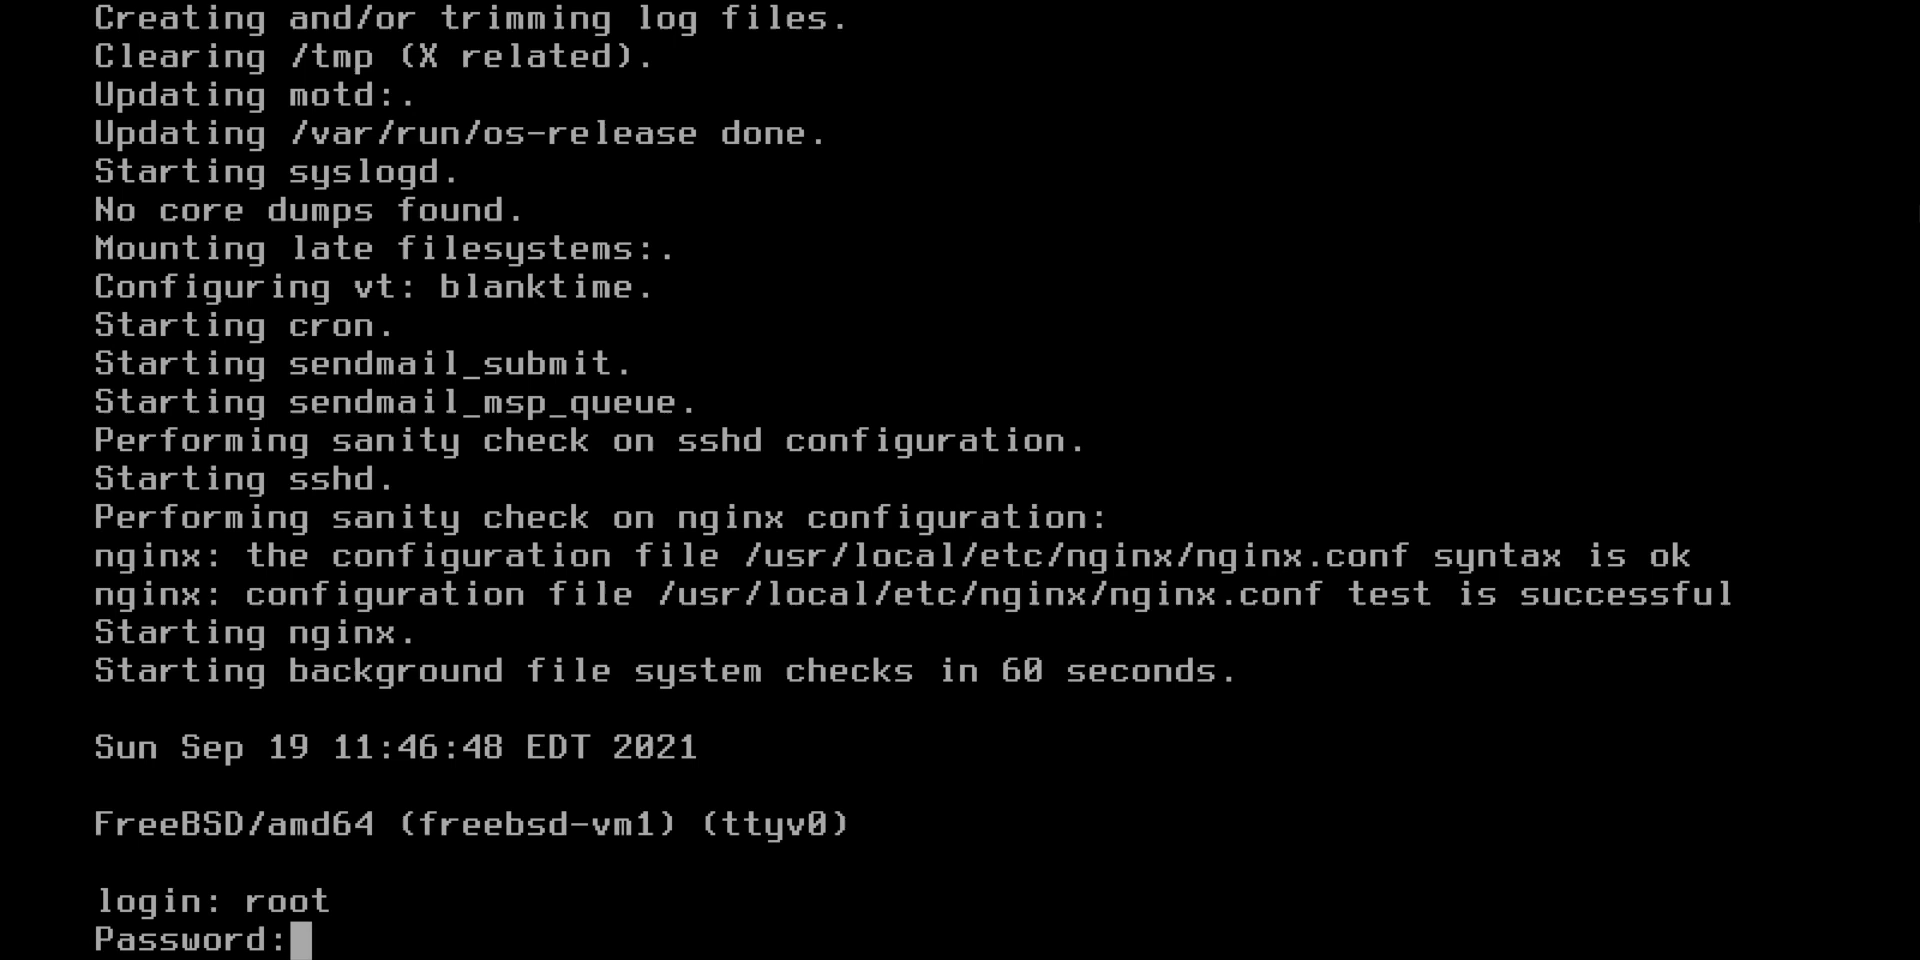 Creating and/or trimming log files.
Clearing /tmp (X related).
Updating motd:.
Updating /var/run/os-release done.
Starting syslogd.
No core dumps found.
Mounting late filesystems:.
Configuring vt: blanktime.
Starting cron.
Starting sendmail_submit.
Starting sendmail_msp_queue.
Performing sanity check on sshd configuration.
Starting sshd.
Performing sanity check on nginx configuration:
nginx: the configuration file /usr/local/etc/nginx/nginx.conf syntax is ok
nginx: configuration file /usr/local/etc/nginx/nginx.conf test is successful
Starting nginx.
Starting background file system checks in 60 seconds.
Sun Sep 19 11:46:48 EDT 2021
FreeBSD/amd64 (freebsd-vm1) (ttyv0)
login: root
Password: